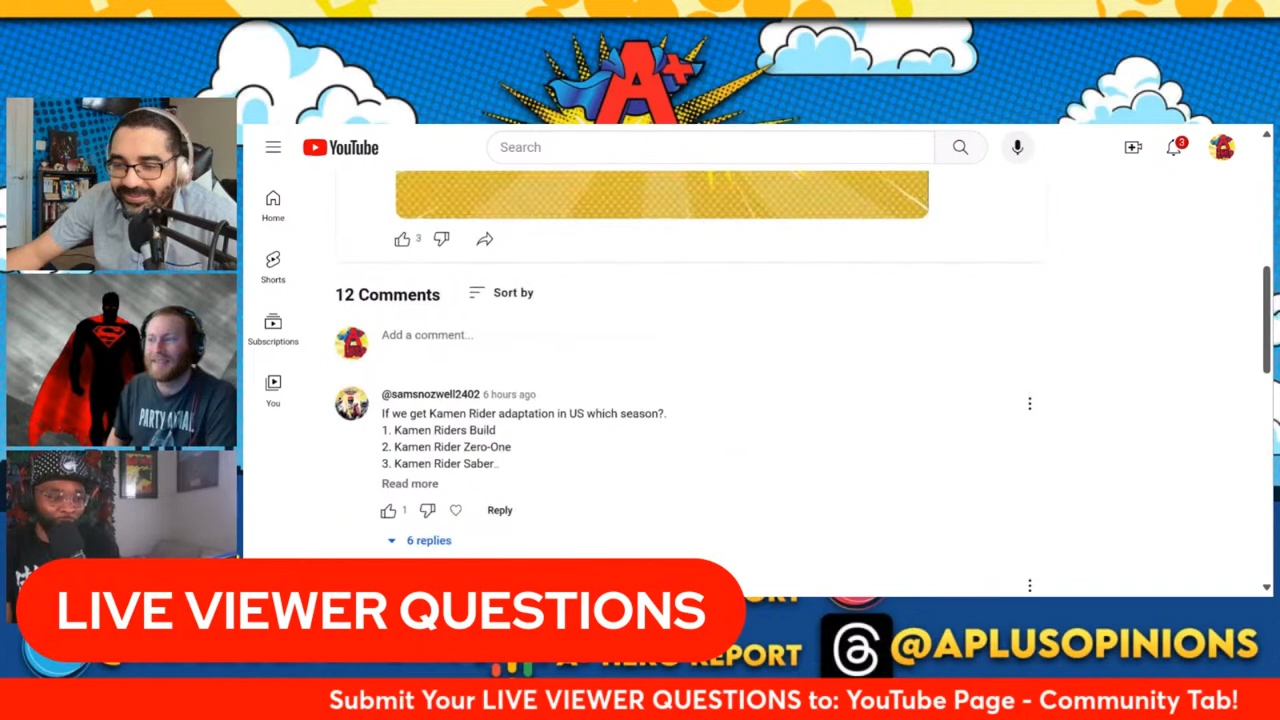 A+
YouTube
Search
3
Home
Shorts
Subscriptions
You
3
12 Comments
Sort by
Add a comment...
@samsnozwell2402 6 hours ago
If we get Kamen Rider adaptation in US which season?.
1. Kamen Riders Build
2. Kamen Rider Zero-One
3. Kamen Rider Saber..
Read more
1
Reply
6 replies
PARTY ANIMAL
LIVE VIEWER QUESTIONS
REPORT
@APLUSOPINIONS
Submit Your LIVE VIEWER QUESTIONS to: YouTube Page - Community Tab!